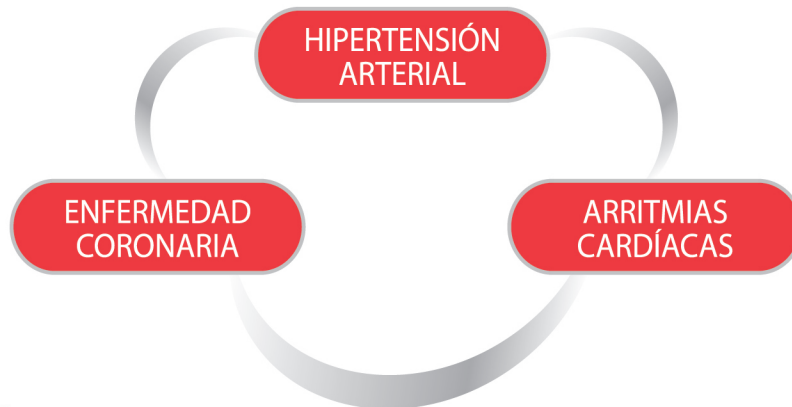 HIPERTENSIÓN
ARTERIAL
ENFERMEDAD
CORONARIA
ARRITMIAS
CARDÍACAS